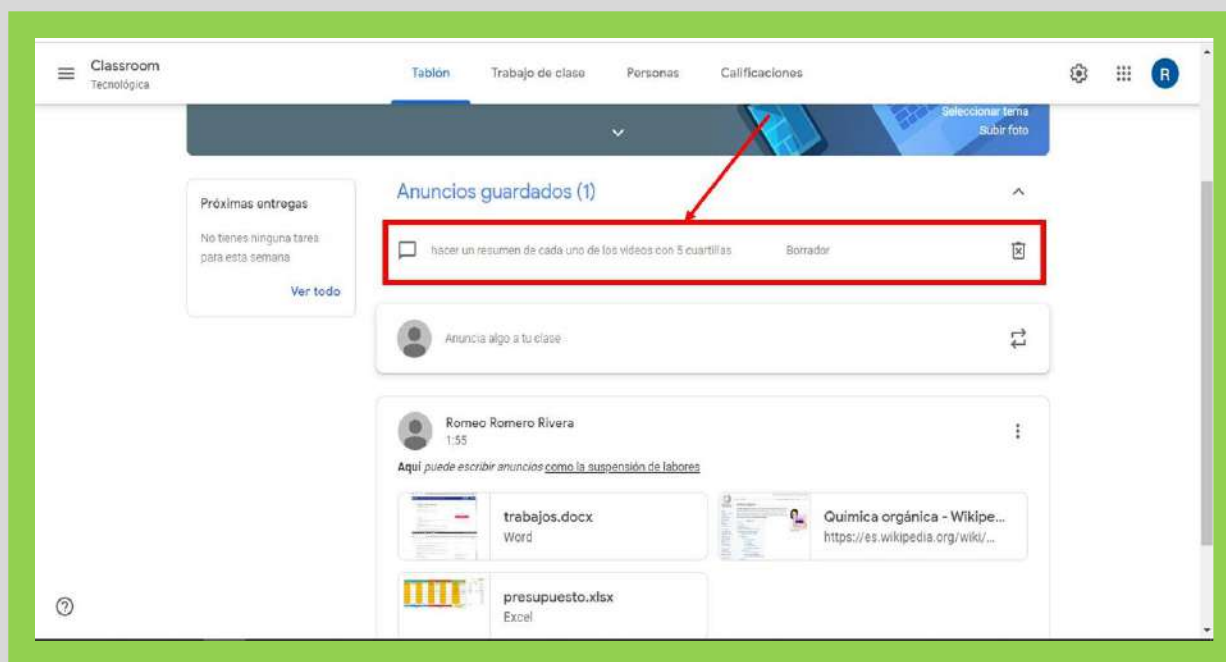 Classroom
Tecnológica
Tablón
Trabajo de clase
Personas
Calificaciones
R
Seleccionar tema
Subir foto
Próximas entregas
No tienes ninguna tarea
para esta semana
Ver todo
Anuncios guardados (1)
hacer un resumen de cada uno de los videos con 5 cuartillas
Borrador
Anuncia algo a tu clase
Romeo Romero Rivera
1:55
Aquí puede escribir anuncios como la suspensión de labores
trabajos.docx
Word
Química orgánica - Wikipe...
https://es.wikipedia.org/wiki/...
presupuesto.xlsx
Excel